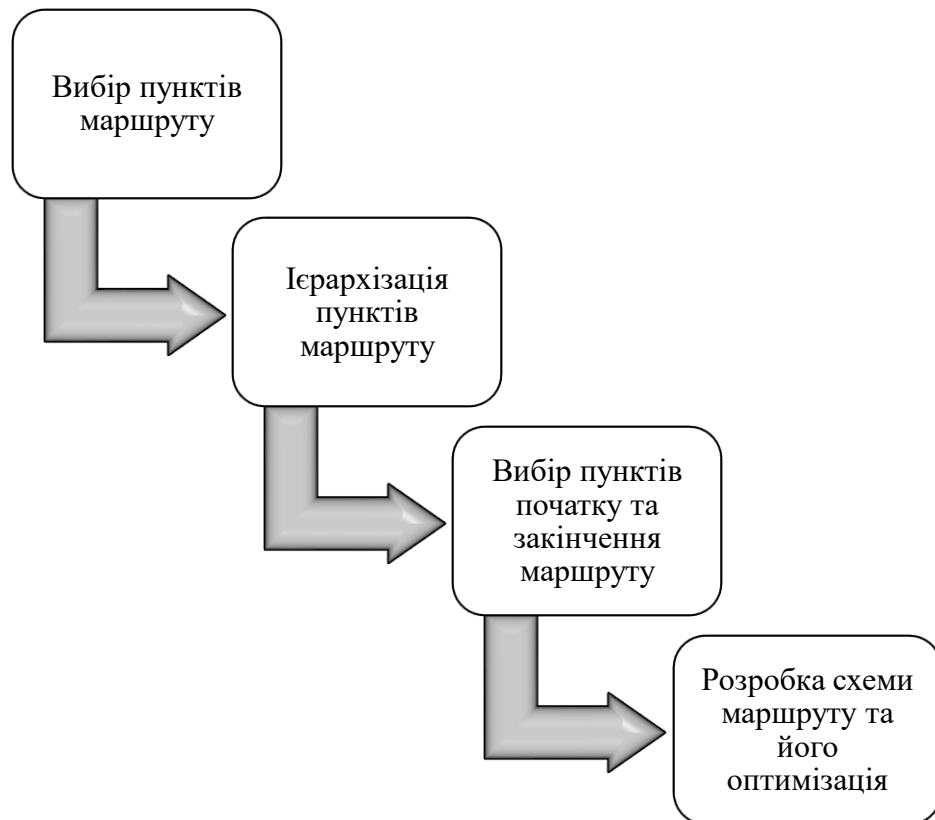 Вибір пунктів
маршруту
Ієрархізація
пунктів
маршруту
Вибір пунктів
початку та
закінчення
маршруту
Розробка схеми
маршруту та
його
оптимізація